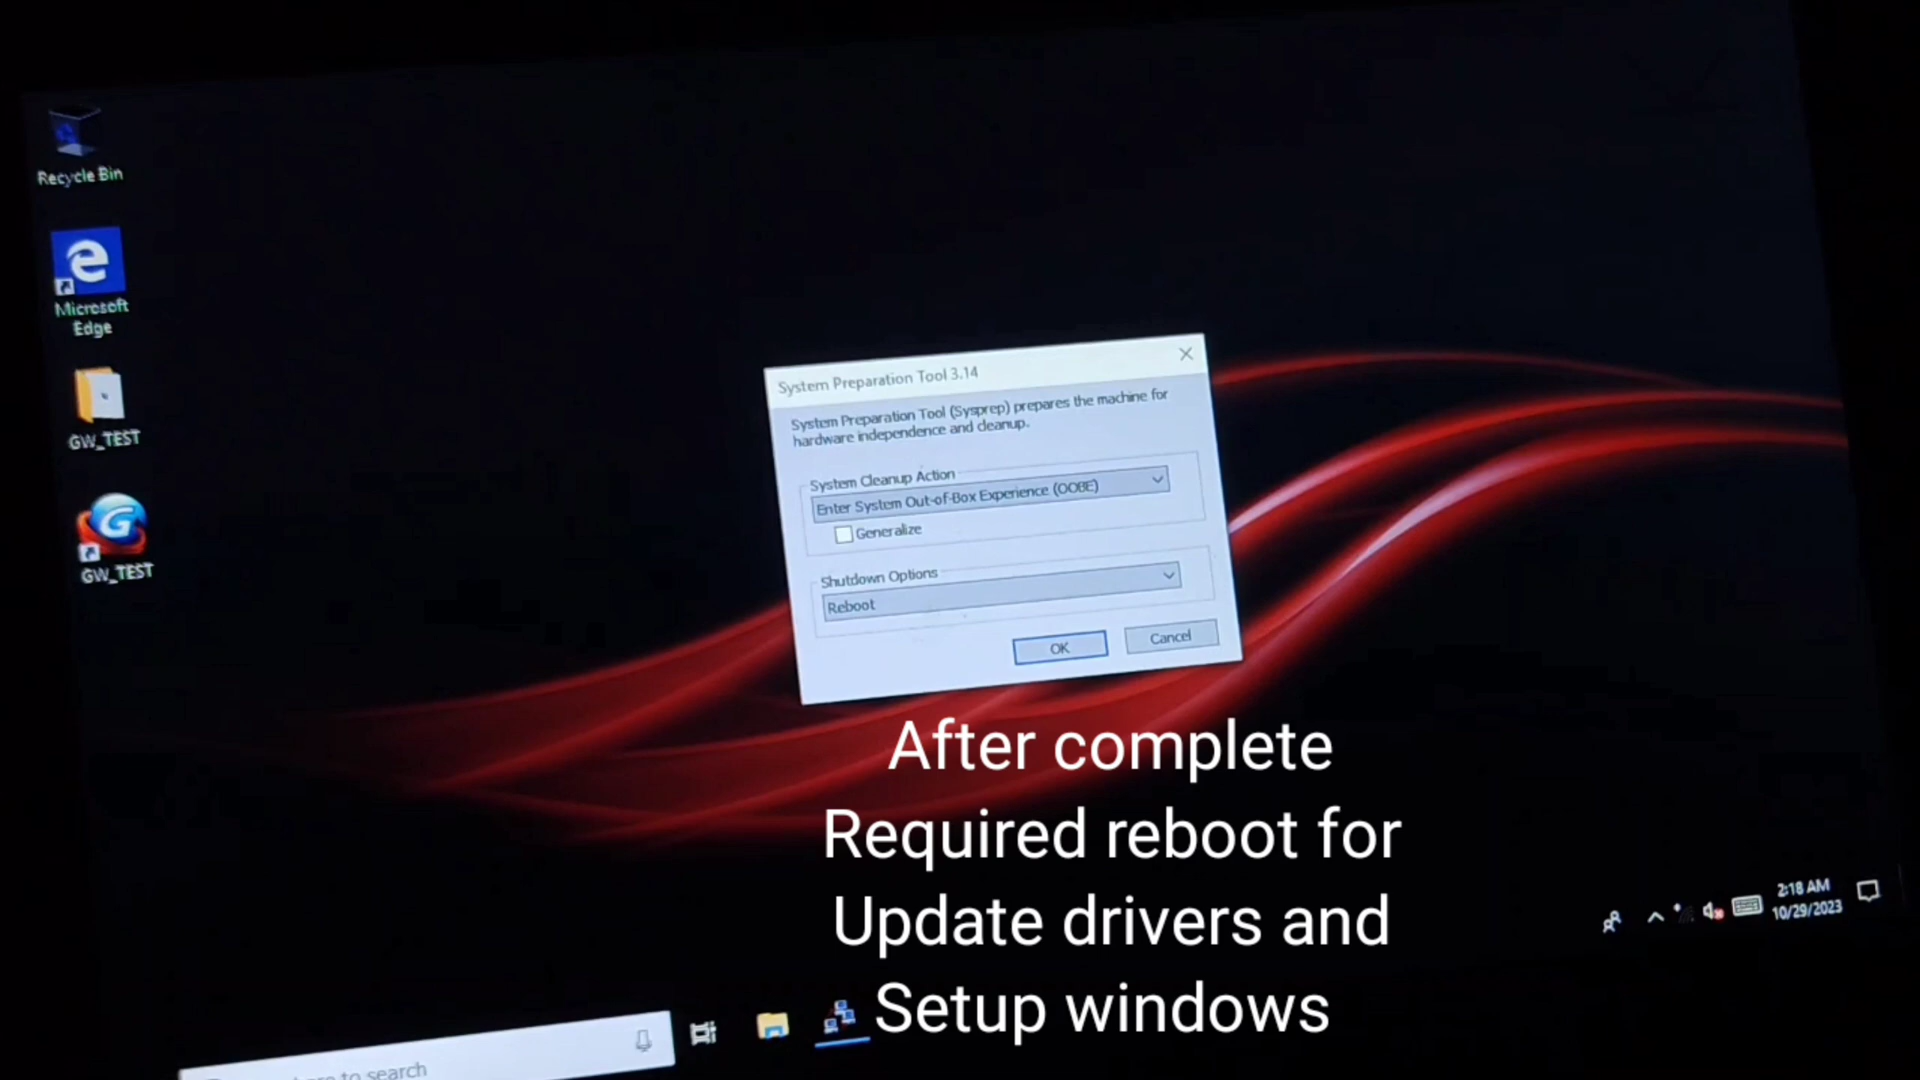 Recycle Bin
Microsoft
Edge
GW_TEST
GW_TEST
System Preparation Tool 3.14
System Preparation Tool (Sysprep) prepares the machine for
hardware independence and cleanup.
System Cleanup Action
Enter System Out-of-Box Experience (OOBE)
Generalize
Shutdown Options
Reboot
OK
Cancel
After complete
Required reboot for
Update drivers and
Setup windows
2:18 AM
10/29/2023
to search